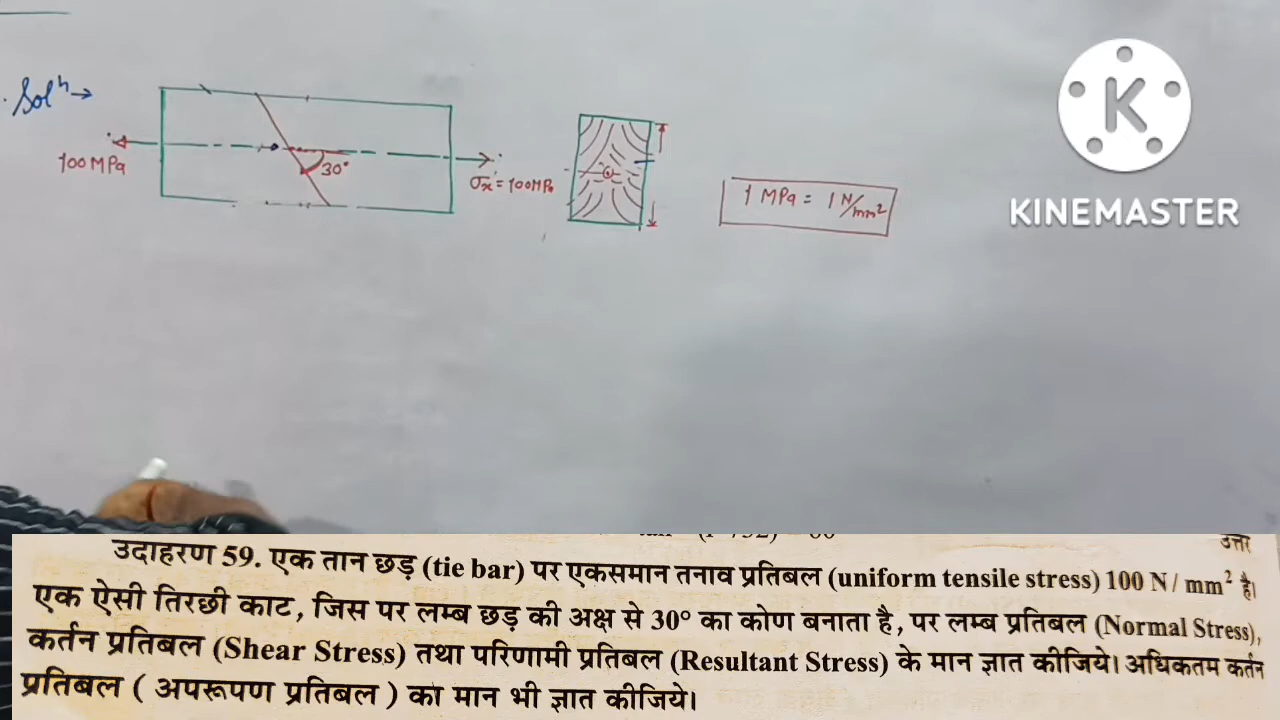 Solⁿ→
100 MPa
30°
σx = 100MPa
1 MPa = 1 N/mm²
KINEMASTER
उत्तर
उदाहरण 59. एक तान छड़ (tie bar) पर एकसमान तनाव प्रतिबल (uniform tensile stress) 100 N / mm² है।
एक ऐसी तिरछी काट, जिस पर लम्ब छड़ की अक्ष से 30° का कोण बनाता है, पर लम्ब प्रतिबल (Normal Stress),
कर्तन प्रतिबल (Shear Stress) तथा परिणामी प्रतिबल (Resultant Stress) के मान ज्ञात कीजिये। अधिकतम कर्तन
प्रतिबल ( अपरूपण प्रतिबल ) का मान भी ज्ञात कीजिये।